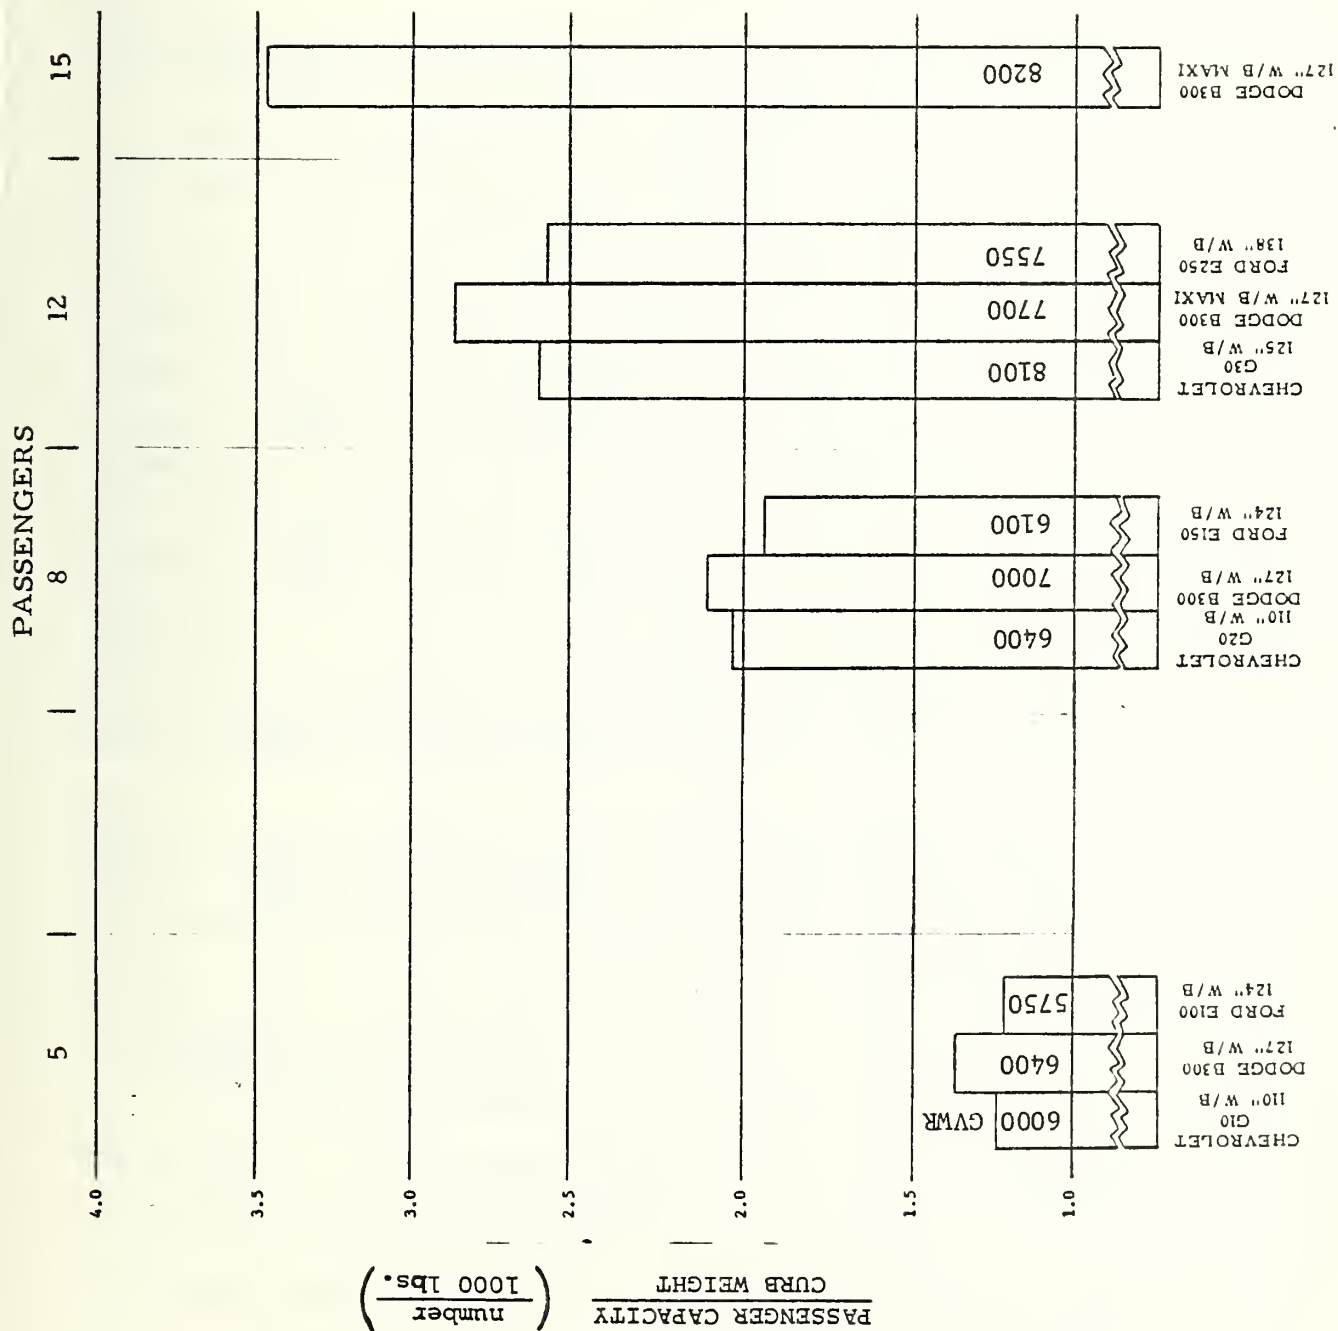 PASSENGERS
5
8
12
15
4.0
3.5
3.0
2.5
2.0
1.5
1.0
PASSENGER CAPACITY
CURB WEIGHT
(number
1000 lbs.)
6000
GVWR
6400
5750
6400
7000
6100
8100
7700
7550
8200
CHEVROLET
G10
110" W/B
DODGE B300
127" W/B
FORD E100
124" W/B
CHEVROLET
G20
110" W/B
DODGE B300
127" W/B
FORD E150
124" W/B
CHEVROLET
G30
125" W/B
DODGE B300
127" W/B MAXI
FORD E250
138" W/B
DODGE B300
127" W/B MAXI